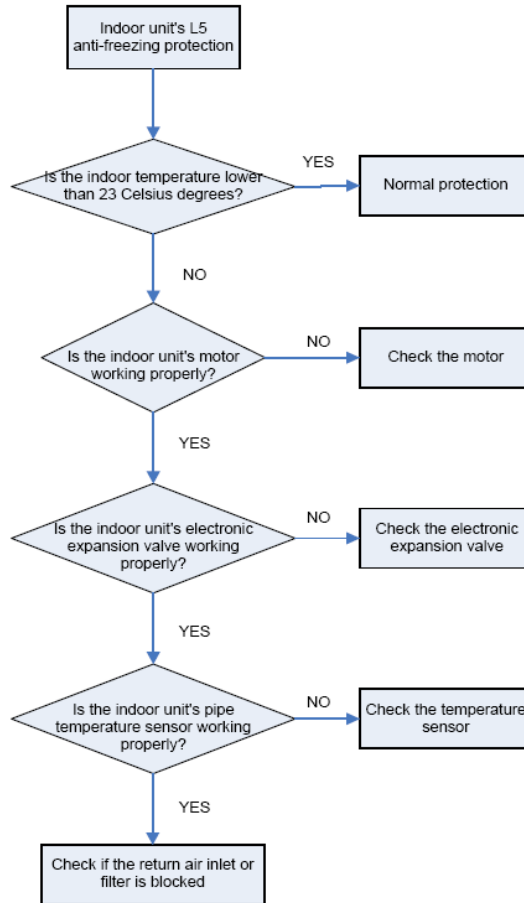 Indoor unit's L5
anti-freezing protection
Is the indoor temperature lower
than 23 Celsius degrees?
YES
Normal protection
NO
Is the indoor unit's motor
working properly?
NO
Check the motor
YES
Is the indoor unit's electronic
expansion valve working
properly?
NO
Check the electronic
expansion valve
YES
Is the indoor unit's pipe
temperature sensor working
properly?
NO
Check the temperature
sensor
YES
Check if the return air inlet or
filter is blocked